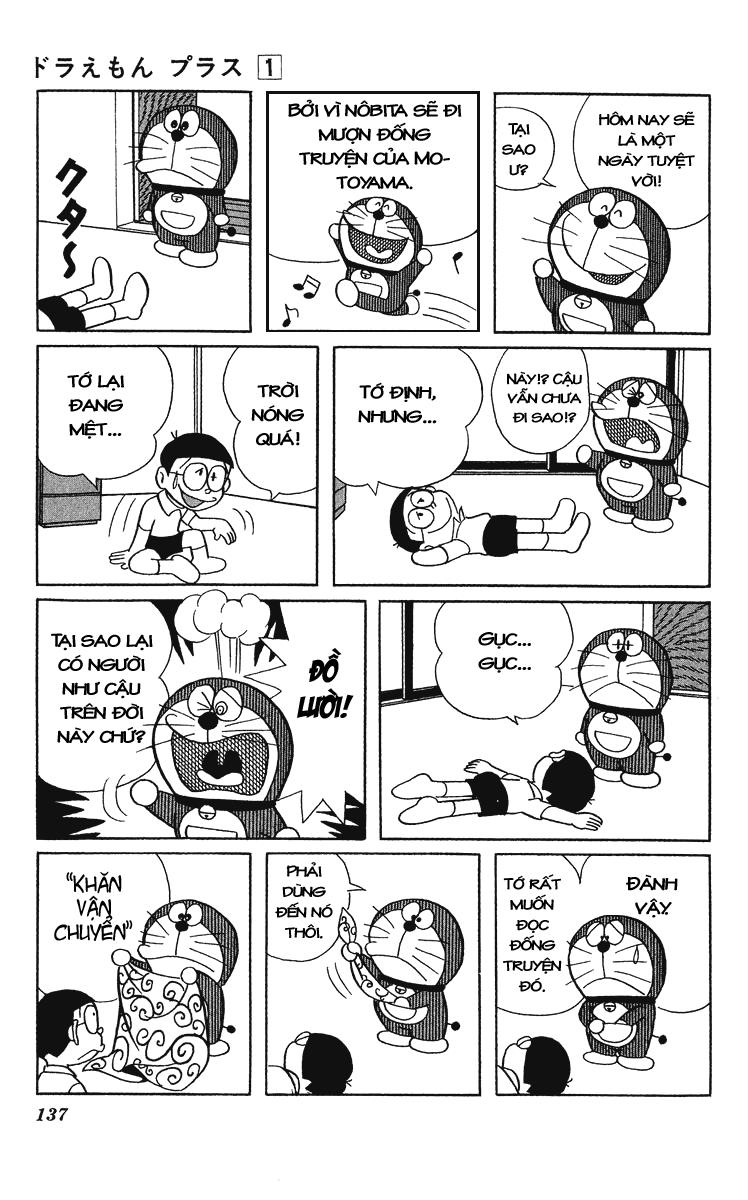 ドラえもん プラス 1
HÔM NAY SẼ
LÀ MỘT
NGÀY TUYỆT
VỜI!
TẠI
SAO
Ư?
BỞI VÌ NÔBITA SẼ ĐI
MƯỢN ĐỐNG
TRUYỆN CỦA MO-
TOYAMA.
クタ～
NÀY!? CẬU
VẪN CHƯA
ĐI SAO!?
TỚ ĐỊNH,
NHƯNG...
TRỜI
NÓNG
QUÁ!
TỚ LẠI
ĐANG
MỆT...
GỤC...
GỤC...
ĐỒ
LƯỜI!
TẠI SAO LẠI
CÓ NGƯỜI
NHƯ CẬU
TRÊN ĐỜI
NÀY CHỨ?
ĐÀNH
VẬY.
TỚ RẤT
MUỐN
ĐỌC
ĐỐNG
TRUYỆN
ĐÓ.
PHẢI
DÙNG
ĐẾN NÓ
THÔI.
"KHĂN
VẬN
CHUYỂN"
137